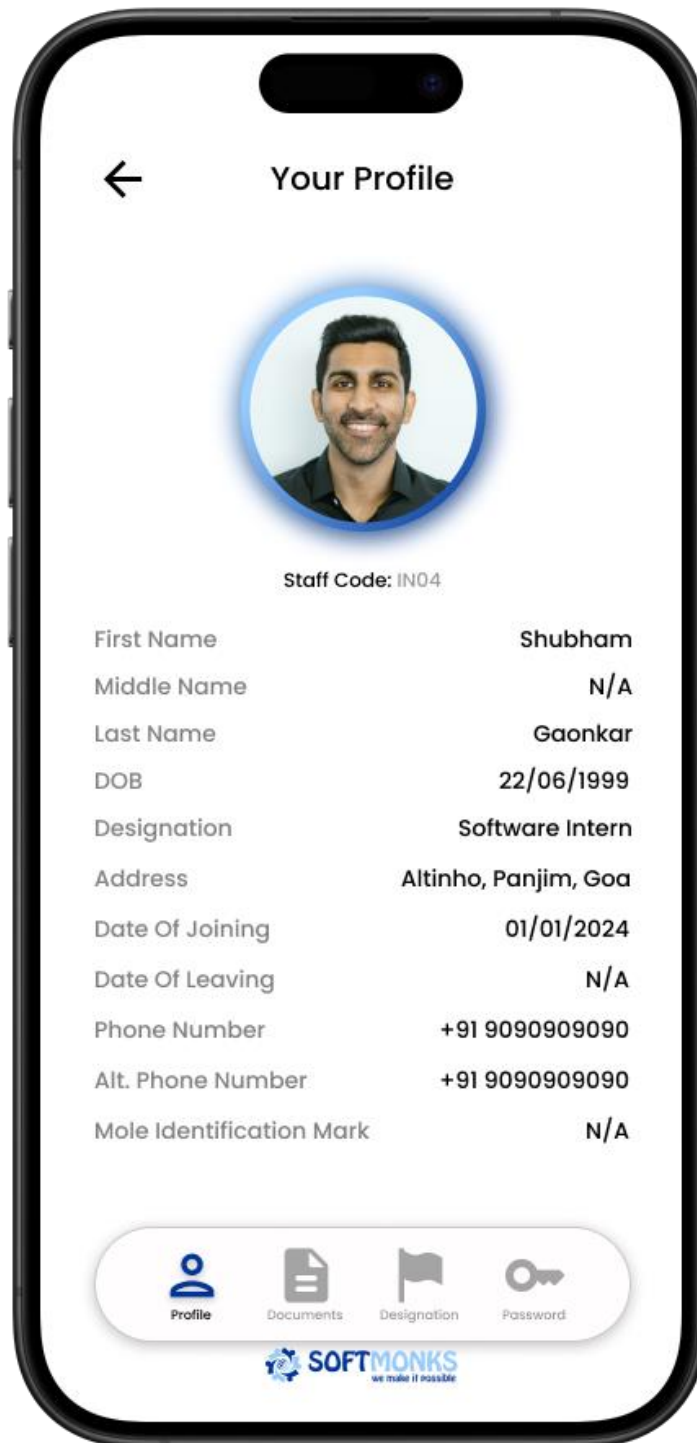 Your Profile
Staff Code: IN04
First Name Shubham
Middle Name N/A
Last Name Gaonkar
DOB 22/06/1999
Designation Software Intern
Address Altinho, Panjim, Goa
Date Of Joining 01/01/2024
Date Of Leaving N/A
Phone Number +91 9090909090
Alt. Phone Number +91 9090909090
Mole Identification Mark N/A
Profile Documents Designation Password
SOFTMONKS
we make it possible